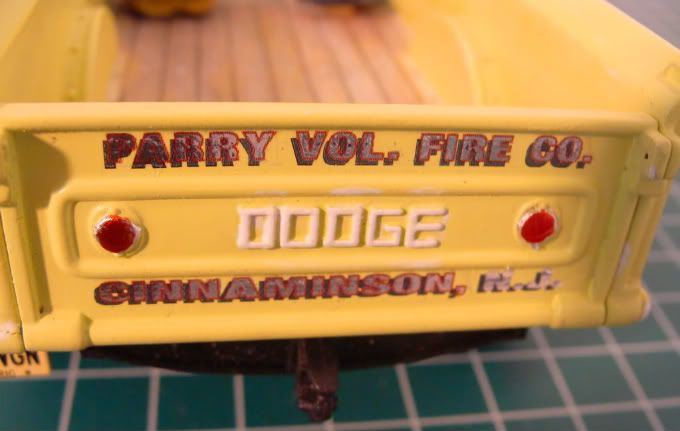 PARRY VOL. FIRE CO.
DODGE
CINNAMINSON, N.J.